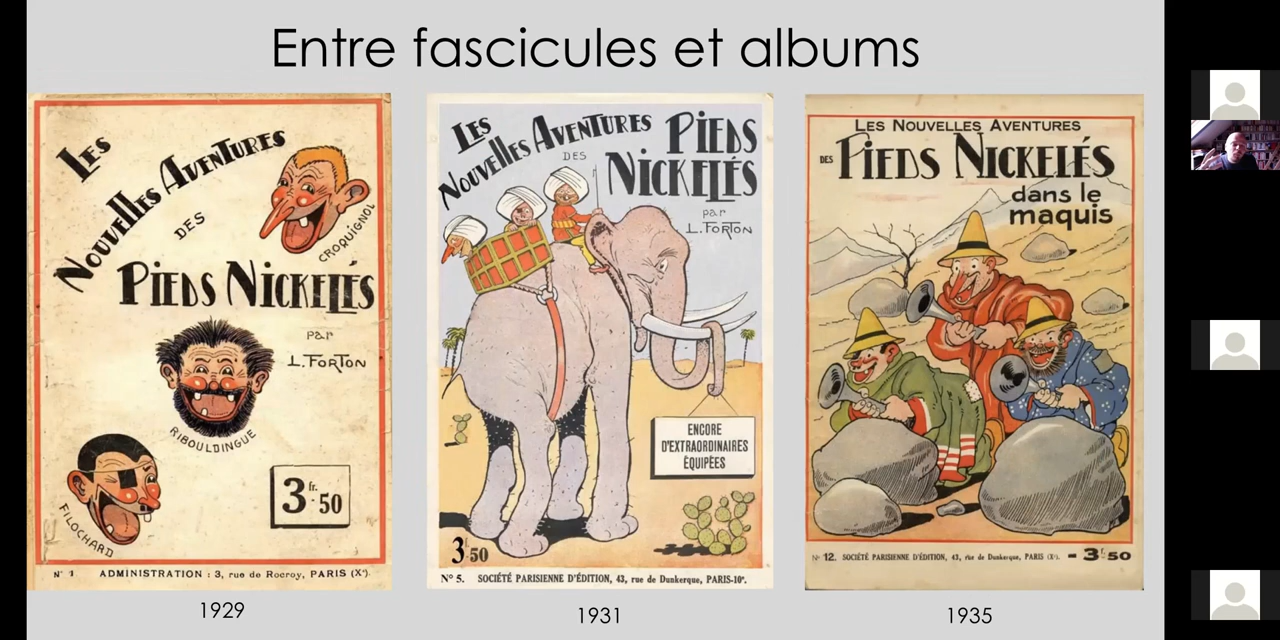 Entre fascicules et albums
LES
NOUVELLES AVENTURES
DES
PIEDS NICKELÉS
par
L. FORTON
CROQUIGNOL
RIBOULDINGUE
FILOCHARD
3 fr. 50
N° 1 ADMINISTRATION : 3, rue de Rocroy, PARIS (Xe)
1929
LES
NOUVELLES AVENTURES
DES
PIEDS
NICKELÉS
par
L. FORTON
ENCORE
D'EXTRAORDINAIRES
ÉQUIPÉES
3 fr. 50
N° 5. SOCIÉTÉ PARISIENNE D'ÉDITION, 43, rue de Dunkerque, PARIS-10e.
1931
LES NOUVELLES AVENTURES
DES PIEDS NICKELÉS
dans le
maquis
N° 12. SOCIÉTÉ PARISIENNE D'ÉDITION, 43, rue de Dunkerque, PARIS (Xe). - 3 f. 50
1935